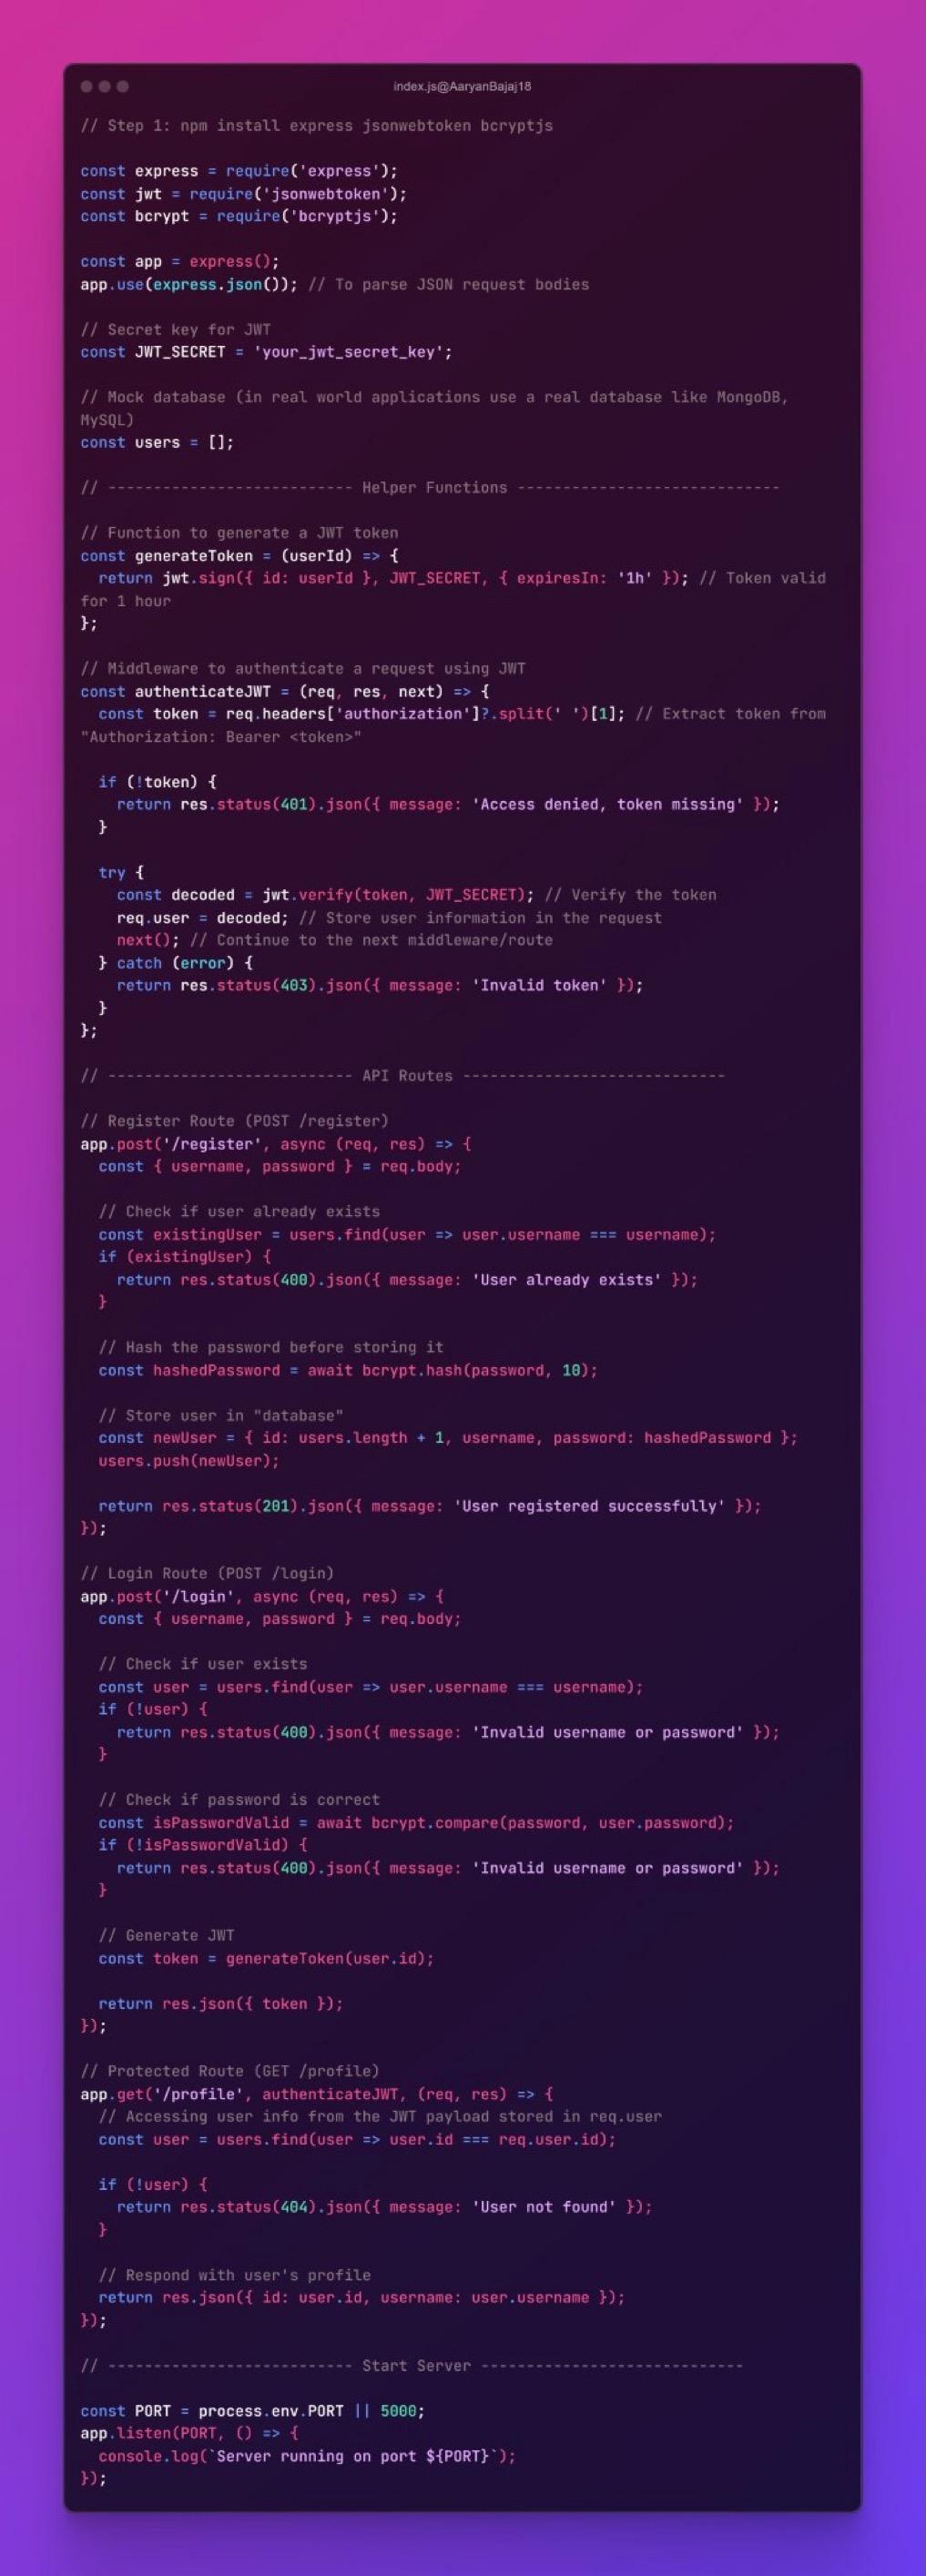 index.js@AaryanBajaj18
// Step 1: npm install express jsonwebtoken bcryptjs
const express = require('express');
const jwt = require('jsonwebtoken');
const bcrypt = require('bcryptjs');
const app = express();
app.use(express.json()); // To parse JSON request bodies
// Secret key for JWT
const JWT_SECRET = 'your_jwt_secret_key';
// Mock database (in real world applications use a real database like MongoDB,
MySQL)
const users = [];
// --------------------------- Helper Functions -----------------------------
// Function to generate a JWT token
const generateToken = (userId) => {
  return jwt.sign({ id: userId }, JWT_SECRET, { expiresIn: '1h' }); // Token valid
for 1 hour
};
// Middleware to authenticate a request using JWT
const authenticateJWT = (req, res, next) => {
  const token = req.headers['authorization']?.split(' ')[1]; // Extract token from
"Authorization: Bearer <token>"
  if (!token) {
    return res.status(401).json({ message: 'Access denied, token missing' });
  }
  try {
    const decoded = jwt.verify(token, JWT_SECRET); // Verify the token
    req.user = decoded; // Store user information in the request
    next(); // Continue to the next middleware/route
  } catch (error) {
    return res.status(403).json({ message: 'Invalid token' });
  }
};
// --------------------------- API Routes -----------------------------
// Register Route (POST /register)
app.post('/register', async (req, res) => {
  const { username, password } = req.body;
  // Check if user already exists
  const existingUser = users.find(user => user.username === username);
  if (existingUser) {
    return res.status(400).json({ message: 'User already exists' });
  }
  // Hash the password before storing it
  const hashedPassword = await bcrypt.hash(password, 10);
  // Store user in "database"
  const newUser = { id: users.length + 1, username, password: hashedPassword };
  users.push(newUser);
  return res.status(201).json({ message: 'User registered successfully' });
});
// Login Route (POST /login)
app.post('/login', async (req, res) => {
  const { username, password } = req.body;
  // Check if user exists
  const user = users.find(user => user.username === username);
  if (!user) {
    return res.status(400).json({ message: 'Invalid username or password' });
  }
  // Check if password is correct
  const isPasswordValid = await bcrypt.compare(password, user.password);
  if (!isPasswordValid) {
    return res.status(400).json({ message: 'Invalid username or password' });
  }
  // Generate JWT
  const token = generateToken(user.id);
  return res.json({ token });
});
// Protected Route (GET /profile)
app.get('/profile', authenticateJWT, (req, res) => {
  // Accessing user info from the JWT payload stored in req.user
  const user = users.find(user => user.id === req.user.id);
  if (!user) {
    return res.status(404).json({ message: 'User not found' });
  }
  // Respond with user's profile
  return res.json({ id: user.id, username: user.username });
});
// --------------------------- Start Server -----------------------------
const PORT = process.env.PORT || 5000;
app.listen(PORT, () => {
  console.log(`Server running on port ${PORT}`);
});